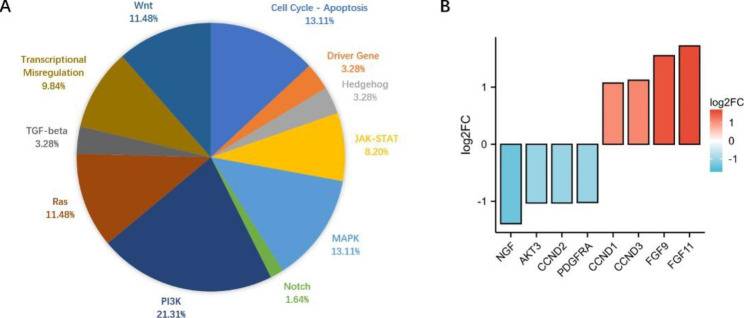 A
Wnt
11.48%
Cell Cycle - Apoptosis
13.11%
Driver Gene
3.28%
Hedgehog
3.28%
JAK-STAT
8.20%
MAPK
13.11%
Notch
1.64%
PI3K
21.31%
Ras
11.48%
TGF-beta
3.28%
Transcriptional
Misregulation
9.84%
B
log2FC
1
0
-1
NGF
AKT3
CCND2
PDGFRA
CCND1
CCND3
FGF9
FGF11
log2FC
1
0
-1